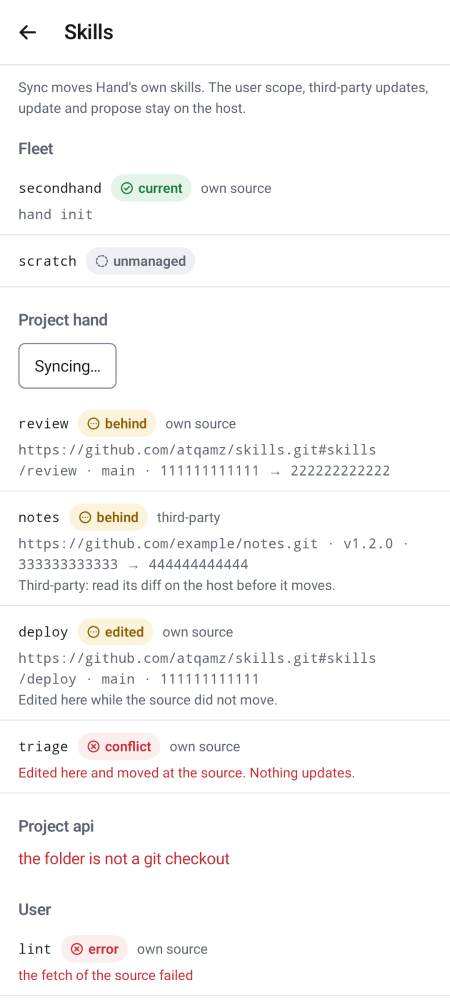 Skills
Sync moves Hand's own skills. The user scope, third-party updates,
update and propose stay on the host.
Fleet
secondhand current own source
hand init
scratch unmanaged
Project hand
Syncing…
review behind own source
https://github.com/atqamz/skills.git#skills
/review · main · 111111111111 → 222222222222
notes behind third-party
https://github.com/example/notes.git · v1.2.0 ·
333333333333 → 444444444444
Third-party: read its diff on the host before it moves.
deploy edited own source
https://github.com/atqamz/skills.git#skills
/deploy · main · 111111111111
Edited here while the source did not move.
triage conflict own source
Edited here and moved at the source. Nothing updates.
Project api
the folder is not a git checkout
User
lint error own source
the fetch of the source failed